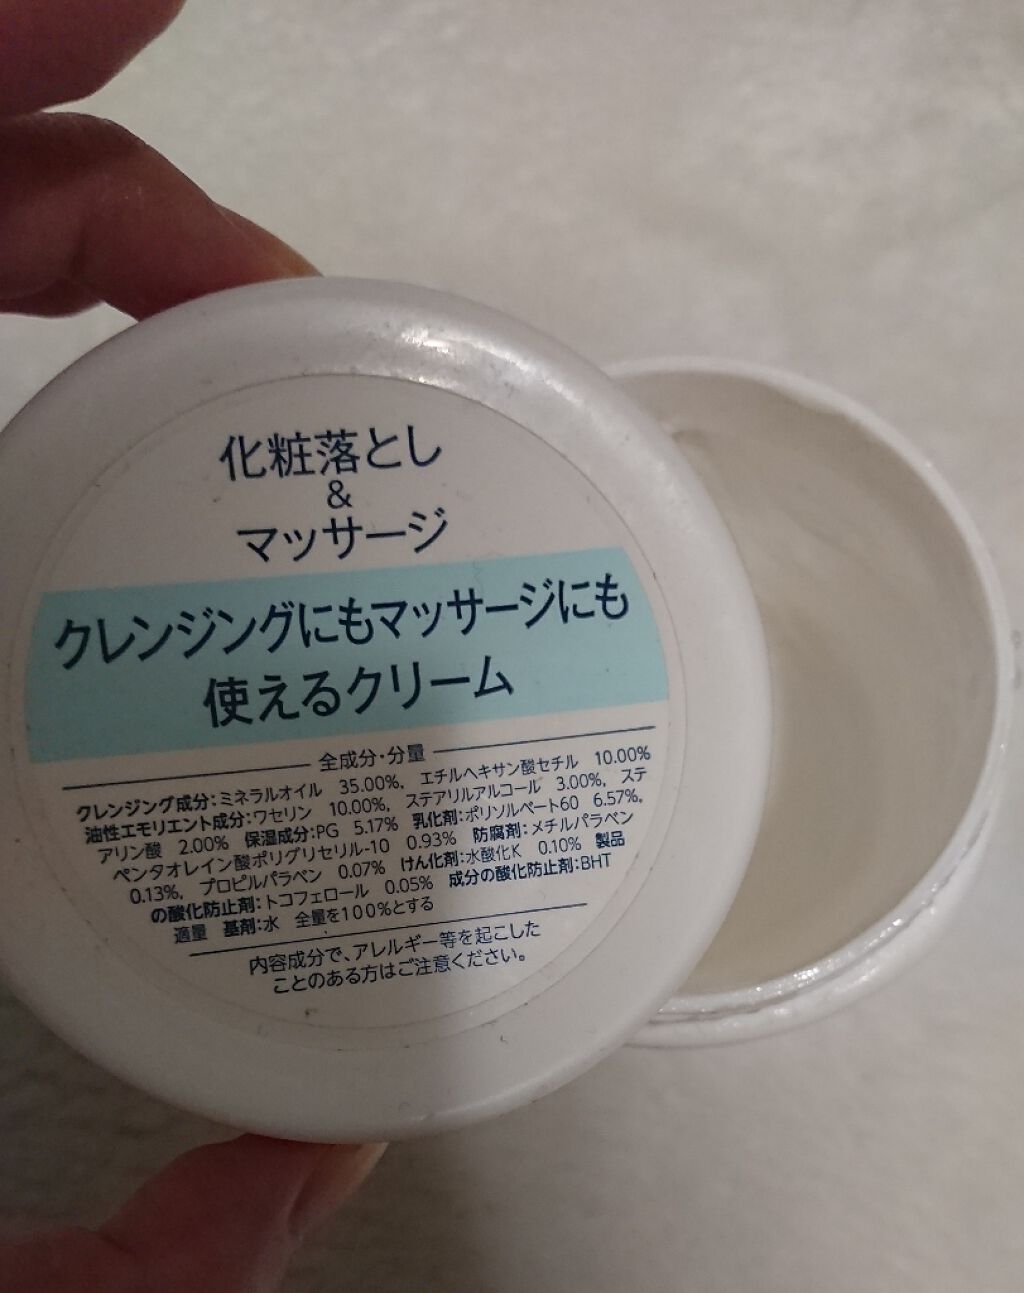 化粧落とし
&
マッサージ
クレンジングにもマッサージにも
使えるクリーム
全成分・分量
クレンジング成分:ミネラルオイル 35.00%, エチルヘキサン酸セチル 10.00%
油性エモリエント成分:ワセリン 10.00%, ステアリルアルコール 3.00%, ステ
アリン酸 2.00% 保湿成分:PG 5.17% 乳化剤:ポリソルベート60 6.57%,
ペンタオレイン酸ポリグリセリル-10 0.93% 防腐剤:メチルパラベン
0.13%, プロピルパラベン 0.07% けん化剤:水酸化K 0.10% 製品
の酸化防止剤:トコフェロール 0.05% 成分の酸化防止剤:BHT
適量 基剤:水 全量を100%とする
内容成分で、アレルギー等を起こした
ことのある方はご注意ください。